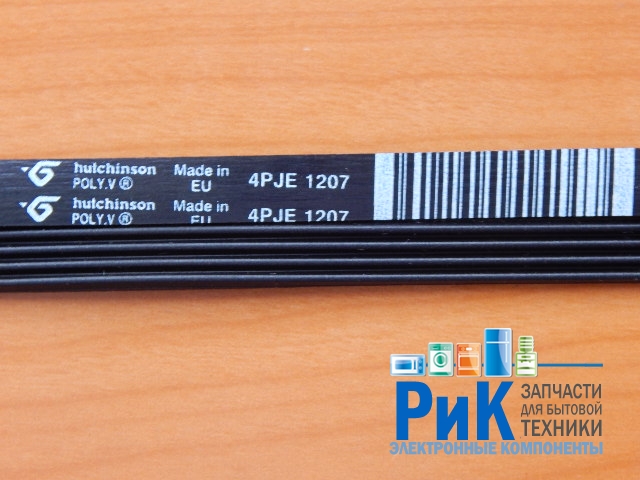 hutchinson Made in 4PJE 1207
POLY.V ® EU
hutchinson Made in 4PJE 1207
POLY.V ® EU
РиК ЗАПЧАСТИ
ДЛЯ БЫТОВОЙ
ТЕХНИКИ
ЭЛЕКТРОННЫЕ КОМПОНЕНТЫ